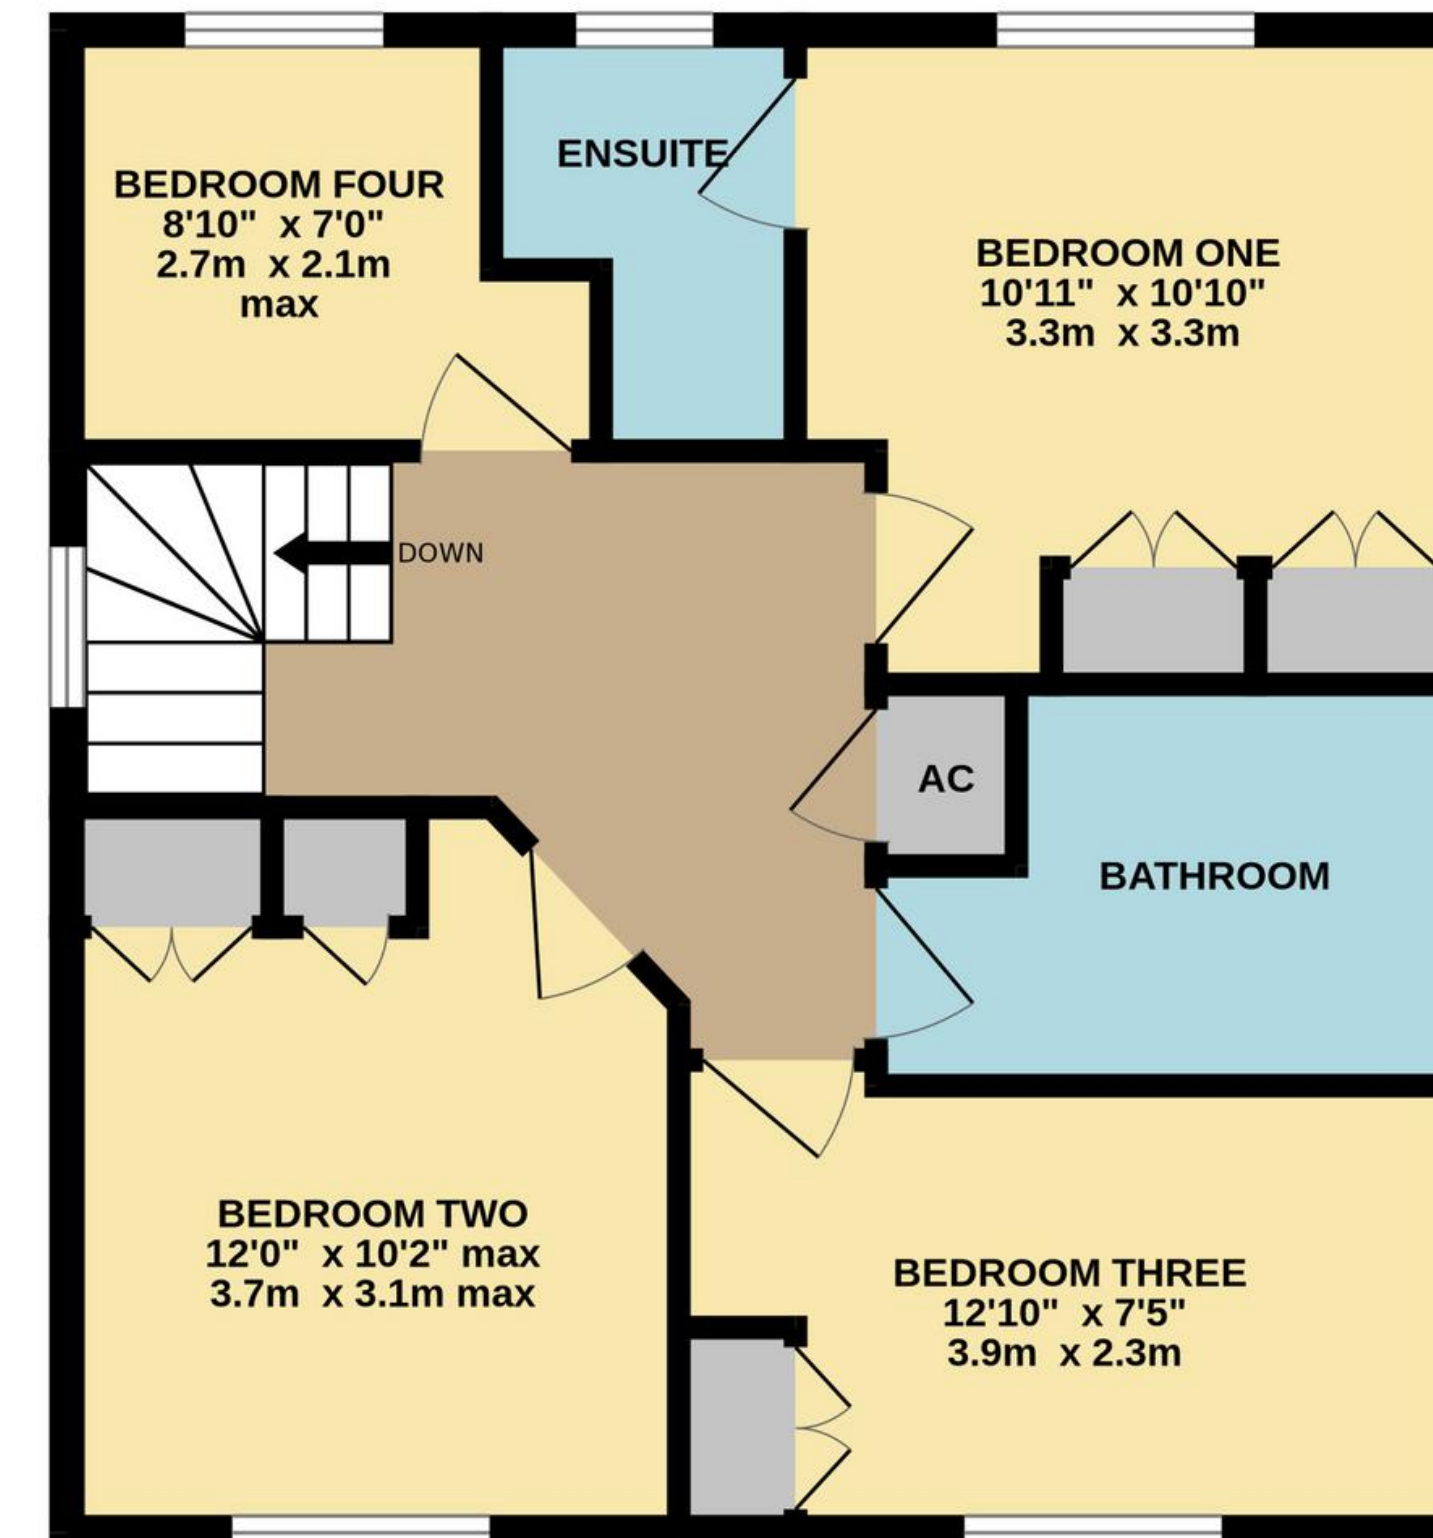 ENSUITE
BEDROOM FOUR
8'10" x 7'0"
2.7m x 2.1m
max
BEDROOM ONE
10'11" x 10'10"
3.3m x 3.3m
DOWN
AC
BATHROOM
BEDROOM TWO
12'0" x 10'2" max
3.7m x 3.1m max
BEDROOM THREE
12'10" x 7'5"
3.9m x 2.3m